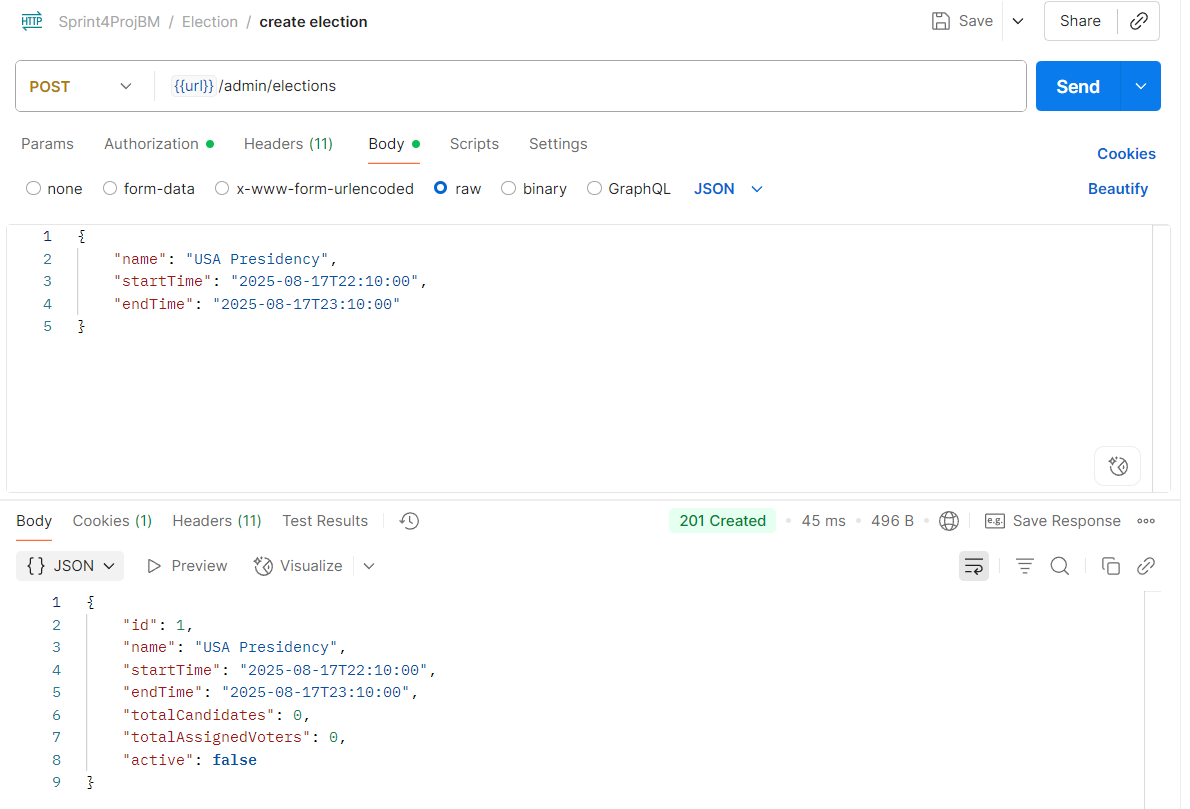 HTTP Sprint4ProjBM / Election / create election Save Share
POST {{url}} /admin/elections Send
Params Authorization Headers (11) Body Scripts Settings Cookies
none form-data x-www-form-urlencoded raw binary GraphQL JSON Beautify
1 {
2 "name": "USA Presidency",
3 "startTime": "2025-08-17T22:10:00",
4 "endTime": "2025-08-17T23:10:00"
5 }
Body Cookies (1) Headers (11) Test Results 201 Created • 45 ms • 496 B • e.g. Save Response
{} JSON Preview Visualize
1 {
2 "id": 1,
3 "name": "USA Presidency",
4 "startTime": "2025-08-17T22:10:00",
5 "endTime": "2025-08-17T23:10:00",
6 "totalCandidates": 0,
7 "totalAssignedVoters": 0,
8 "active": false
9 }